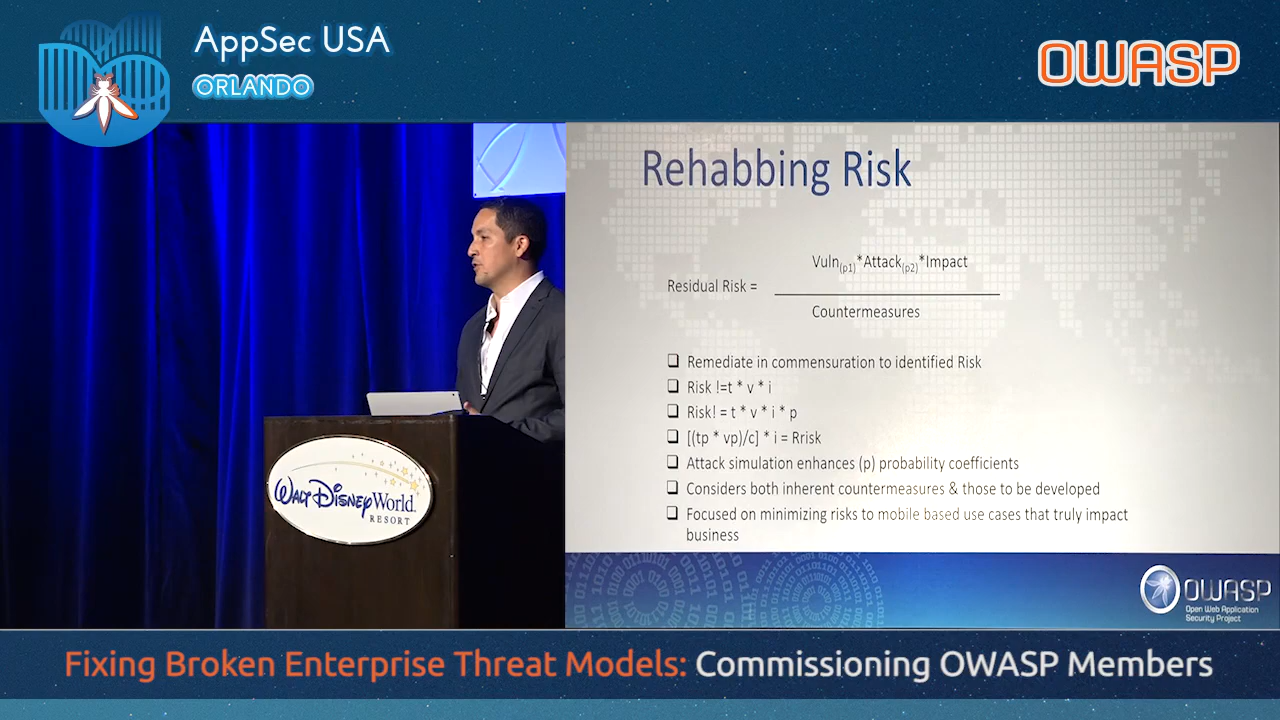 AppSec USA
ORLANDO
OWASP
Rehabbing Risk
Vuln(p1)*Attack(p2)*Impact
Residual Risk =
Countermeasures
❑ Remediate in commensuration to identified Risk
❑ Risk !=t * v * i
❑ Risk! = t * v * i * p
❑ [(tp * vp)/c] * i = Rrisk
❑ Attack simulation enhances (p) probability coefficients
❑ Considers both inherent countermeasures & those to be developed
❑ Focused on minimizing risks to mobile based use cases that truly impact
business
WALT DISNEY World.
RESORT
OWASP
Open Web Application
Security Project
Fixing Broken Enterprise Threat Models: Commissioning OWASP Members